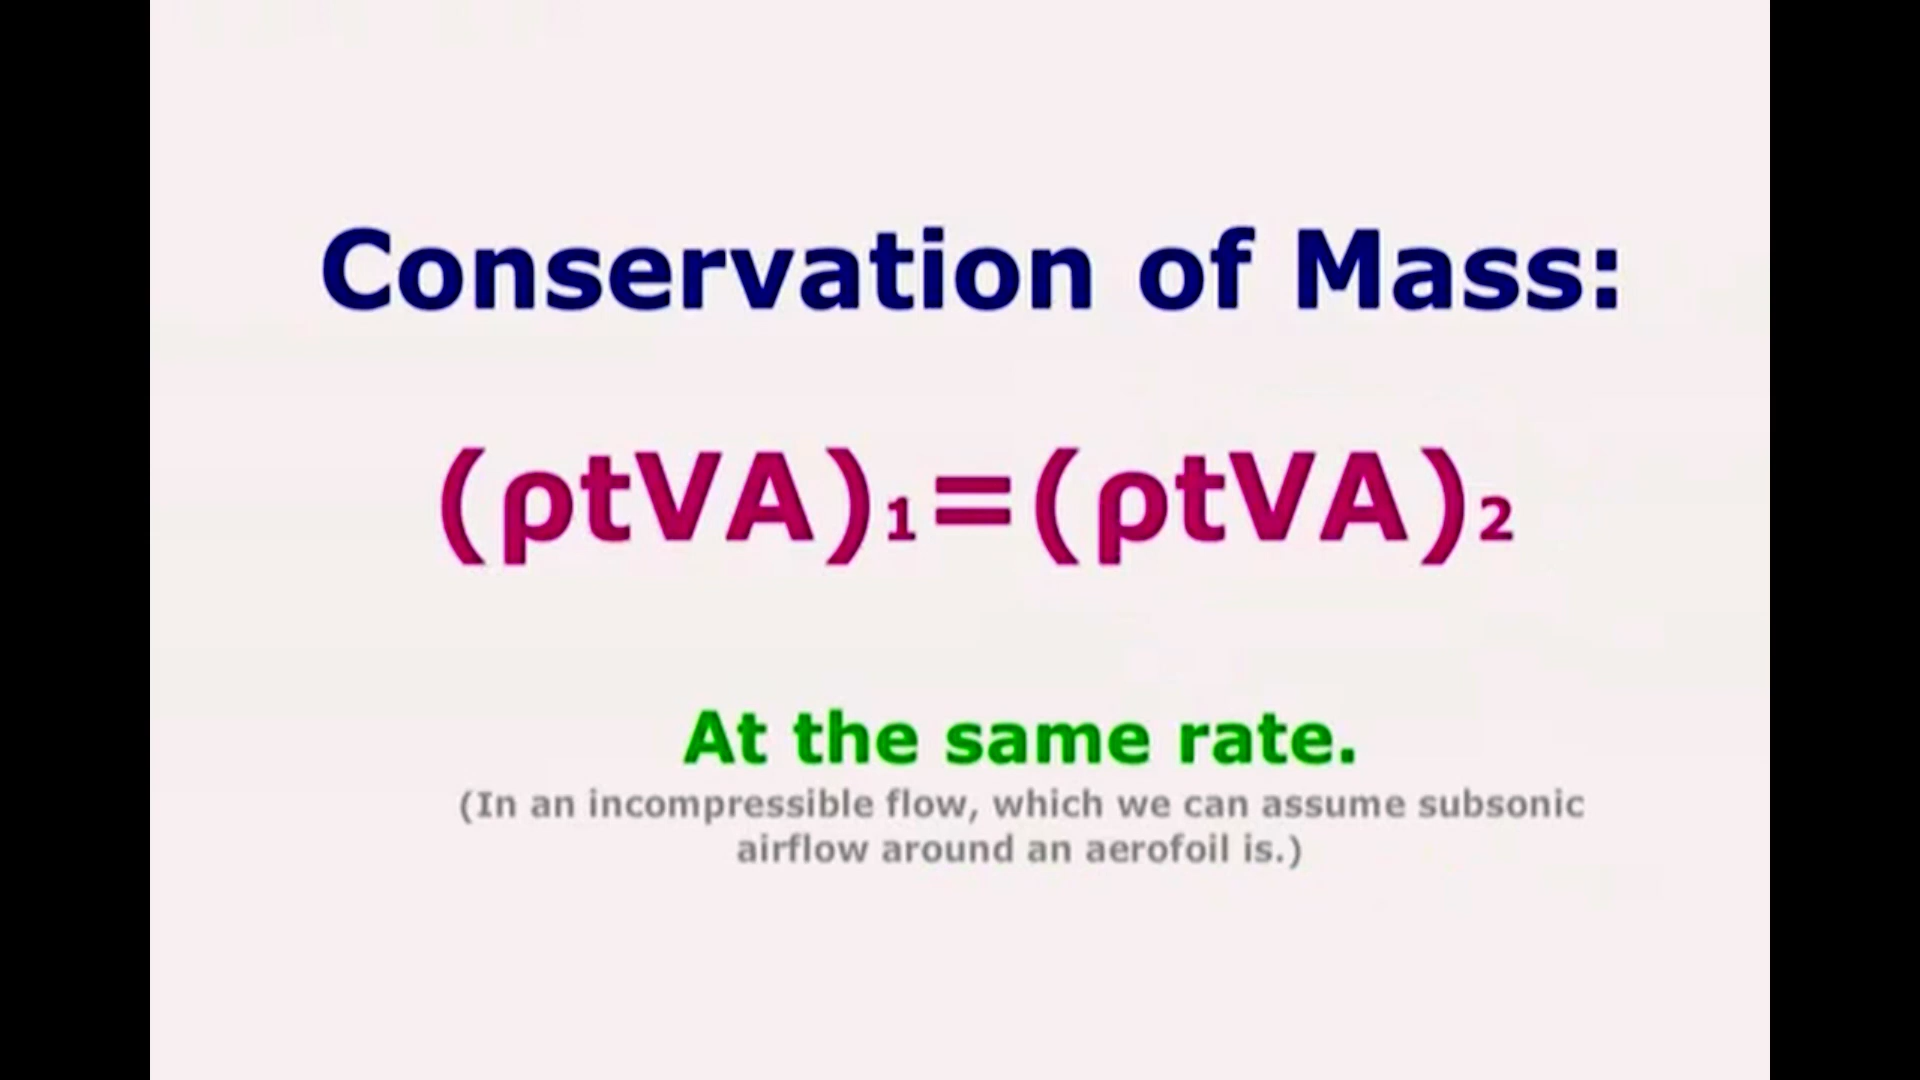 Conservation of Mass:
(ρtVA)₁=(ρtVA)₂
At the same rate.
(In an incompressible flow, which we can assume subsonic
airflow around an aerofoil is.)